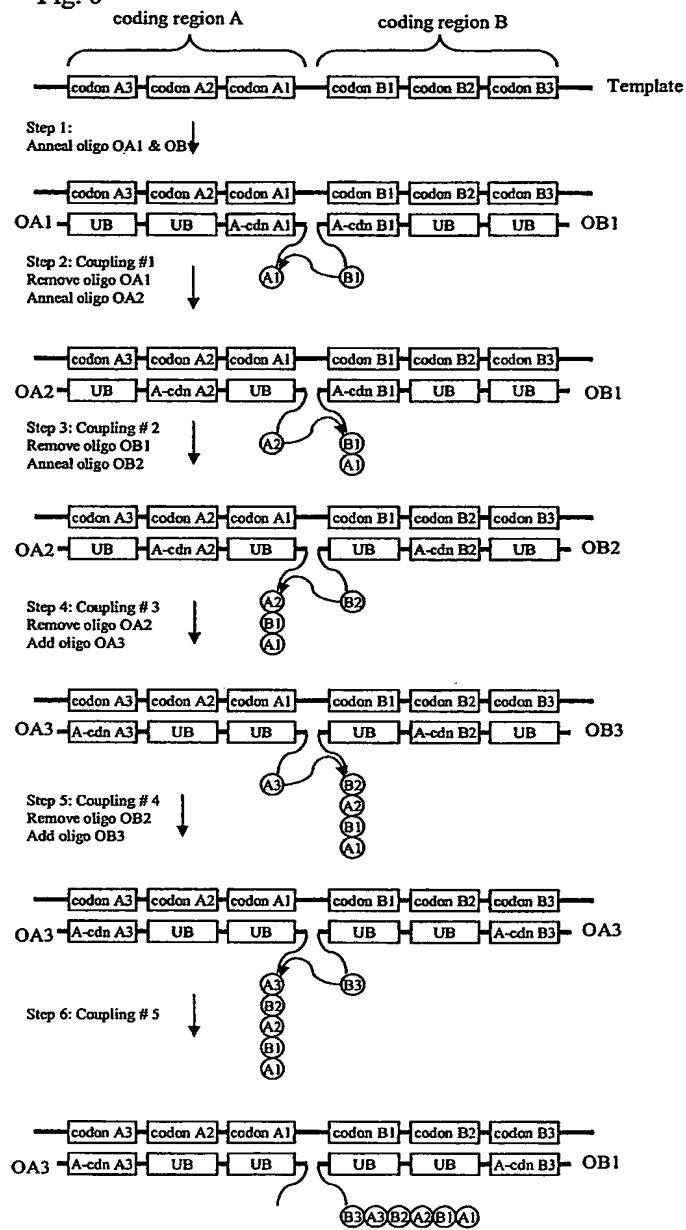 coding region A coding region B
codon A3 codon A2 codon A1 codon B1 codon B2 codon B3 Template
Step 1:
Anneal oligo OA1 & OB
codon A3 codon A2 codon A1 codon B1 codon B2 codon B3
OA1 UB UB A-cdn A1 A-cdn B1 UB UB OB1
Step 2: Coupling #1
Remove oligo OA1
Anneal oligo OA2
A1 B1
codon A3 codon A2 codon A1 codon B1 codon B2 codon B3
OA2 UB A-cdn A2 UB A-cdn B1 UB UB OB1
Step 3: Coupling # 2
Remove oligo OB1
Anneal oligo OB2
A2 B1
A1
codon A3 codon A2 codon A1 codon B1 codon B2 codon B3
OA2 UB A-cdn A2 UB UB A-cdn B2 UB OB2
Step 4: Coupling # 3
Remove oligo OA2
Add oligo OA3
A2 B2
B1
A1
codon A3 codon A2 codon A1 codon B1 codon B2 codon B3
OA3 A-cdn A3 UB UB UB A-cdn B2 UB OB3
Step 5: Coupling # 4
Remove oligo OB2
Add oligo OB3
A3 B2
A2
B1
A1
codon A3 codon A2 codon A1 codon B1 codon B2 codon B3
OA3 A-cdn A3 UB UB UB UB A-cdn B3 OA3
Step 6: Coupling # 5
A3 B3
B2
A2
B1
A1
codon A3 codon A2 codon A1 codon B1 codon B2 codon B3
OA3 A-cdn A3 UB UB UB UB A-cdn B3 OB1
B3 A3 B2 A2 B1 A1